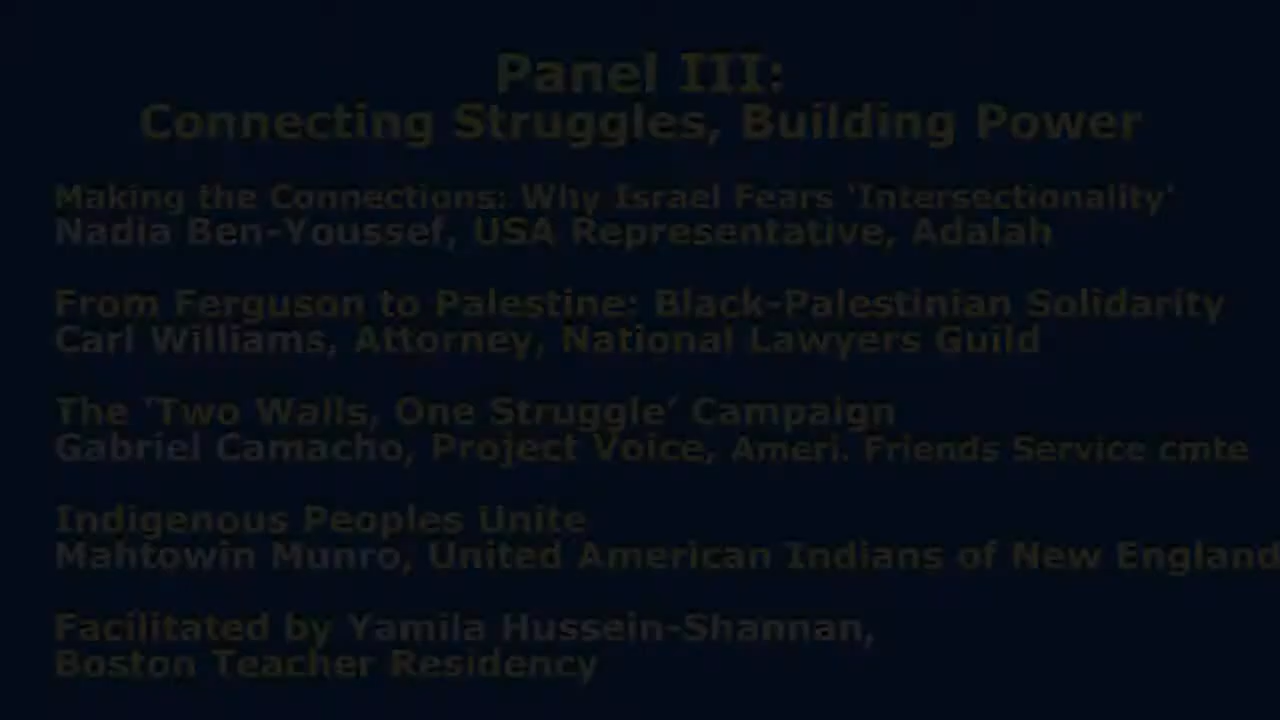 Panel III:
Connecting Struggles, Building Power
Making the Connections: Why Israel Fears 'Intersectionality'
Nadia Ben-Youssef, USA Representative, Adalah
From Ferguson to Palestine: Black-Palestinian Solidarity
Carl Williams, Attorney, National Lawyers Guild
The 'Two Walls, One Struggle' Campaign
Gabriel Camacho, Project Voice, Ameri. Friends Service cmte
Indigenous Peoples Unite
Mahtowin Munro, United American Indians of New England
Facilitated by Yamila Hussein-Shannan,
Boston Teacher Residency